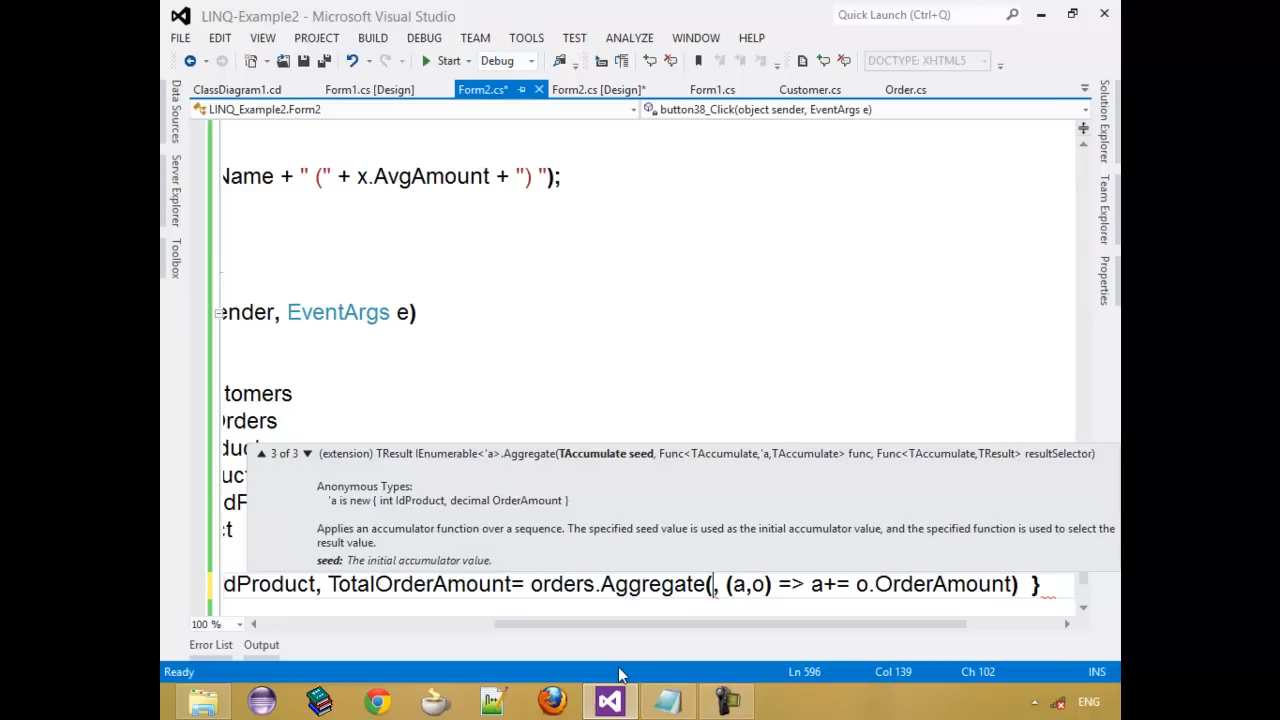 LINQ-Example2 - Microsoft Visual Studio
Quick Launch (Ctrl+Q)
FILE EDIT VIEW PROJECT BUILD DEBUG TEAM TOOLS TEST ANALYZE WINDOW HELP
Start Debug DOCTYPE: XHTML5
ClassDiagram1.cd Form1.cs [Design] Form2.cs* Form2.cs [Design]* Form1.cs Customer.cs Order.cs
LINQ_Example2.Form2 button38_Click(object sender, EventArgs e)
Data Sources
Server Explorer
Toolbox
Solution Explorer
Team Explorer
Properties
Name + " (" + x.AvgAmount + ") ");
ender, EventArgs e)
tomers
Orders
duc
3 of 3 (extension) TResult IEnumerable<'a>.Aggregate(TAccumulate seed, Func<TAccumulate,'a,TAccumulate> func, Func<TAccumulate,TResult> resultSelector)
uc
Anonymous Types:
'a is new { int IdProduct, decimal OrderAmount }
dF
Applies an accumulator function over a sequence. The specified seed value is used as the initial accumulator value, and the specified function is used to select the
result value.
ct
seed: The initial accumulator value.
dProduct, TotalOrderAmount= orders.Aggregate(, (a,o) => a+= o.OrderAmount) }
100 %
Error List Output
Ready Ln 596 Col 139 Ch 102 INS
ENG